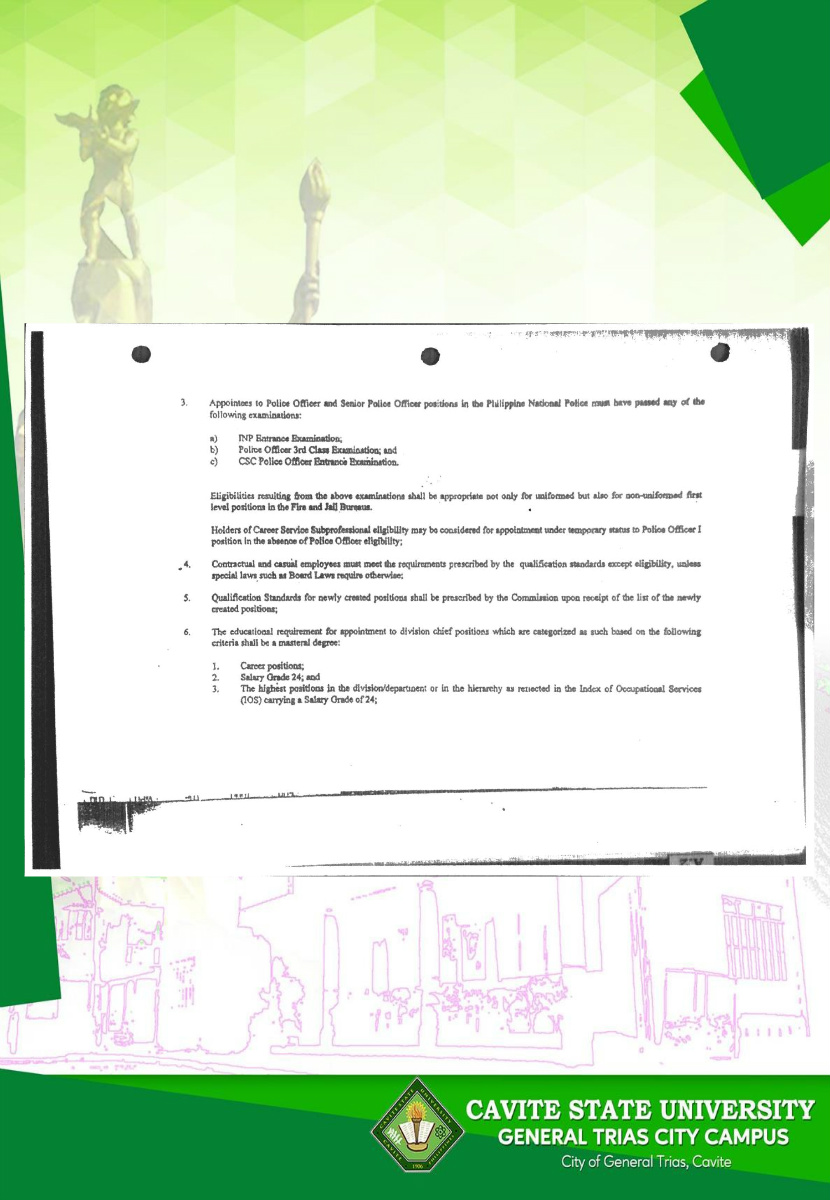 3. Appointees to Police Officer and Senior Police Officer positions in the Philippine National Police must have passed any of the
following examinations:
a) INP Entrance Examination;
b) Police Officer 3rd Class Examination; and
c) CSC Police Officer Entrance Examination.
Eligibilities resulting from the above examinations shall be appropriate not only for uniformed but also for non-uniformed first
level positions in the Fire and Jail Bureaus.
Holders of Career Service Subprofessional eligibility may be considered for appointment under temporary status to Police Officer I
position in the absence of Police Officer eligibility;
4. Contractual and casual employees must meet the requirements prescribed by the qualification standards except eligibility, unless
special laws such as Board Laws require otherwise;
5. Qualification Standards for newly created positions shall be prescribed by the Commission upon receipt of the list of the newly
created positions;
6. The educational requirement for appointment to division chief positions which are categorized as such based on the following
criteria shall be a masteral degree:
1. Career positions;
2. Salary Grade 24; and
3. The highest positions in the division/department or in the hierarchy as reflected in the Index of Occupational Services
(IOS) carrying a Salary Grade of 24;
CAVITE STATE UNIVERSITY
CAVITE PHILIPPINES
1906
CAVITE STATE UNIVERSITY
GENERAL TRIAS CITY CAMPUS
City of General Trias, Cavite